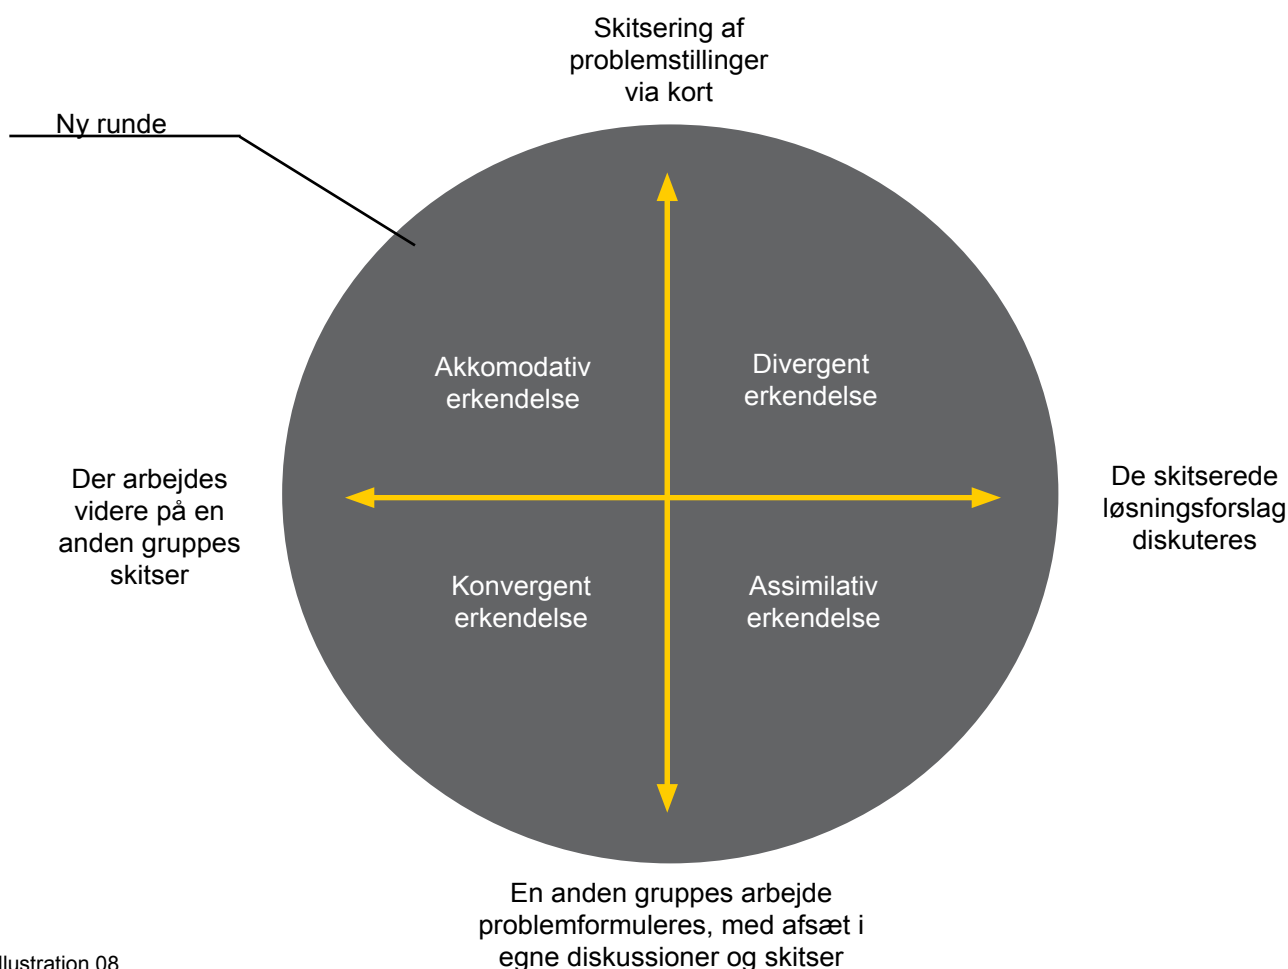 Skitsering af
problemstillinger
via kort
Ny runde
Akkomodativ
erkendelse
Divergent
erkendelse
Der arbejdes
videre på en
anden gruppes
skitser
De skitserede
løsningsforslag
diskuteres
Konvergent
erkendelse
Assimilativ
erkendelse
En anden gruppes arbejde
problemformuleres, med afsæt i
egne diskussioner og skitser
llustration 08